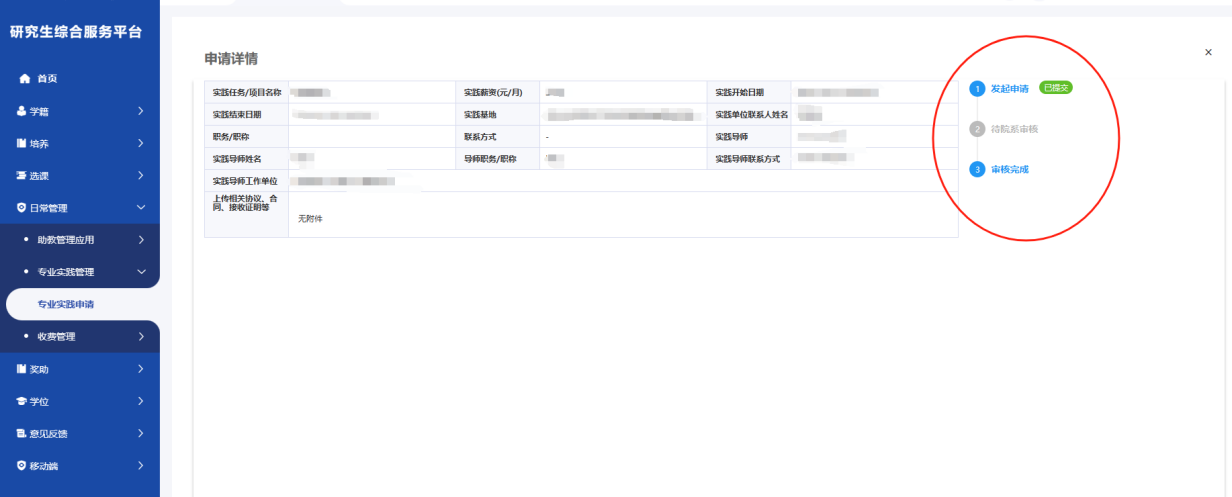 研究生综合服务平台
首页
学籍
培养
选课
日常管理
助教管理应用
专业实践管理
专业实践申请
收费管理
奖助
学位
意见反馈
移动端
申请详情
×
实践任务/项目名称 实践薪资(元/月) 实践开始日期
实践结束日期 实践基地 实践单位联系人姓名
职务/职称 联系方式 - 实践导师
实践导师姓名 导师职务/职称 实践导师联系方式
实践导师工作单位
上传相关协议、合
同、接收证明等
无附件
1 发起申请 已提交
2 待院系审核
3 审核完成